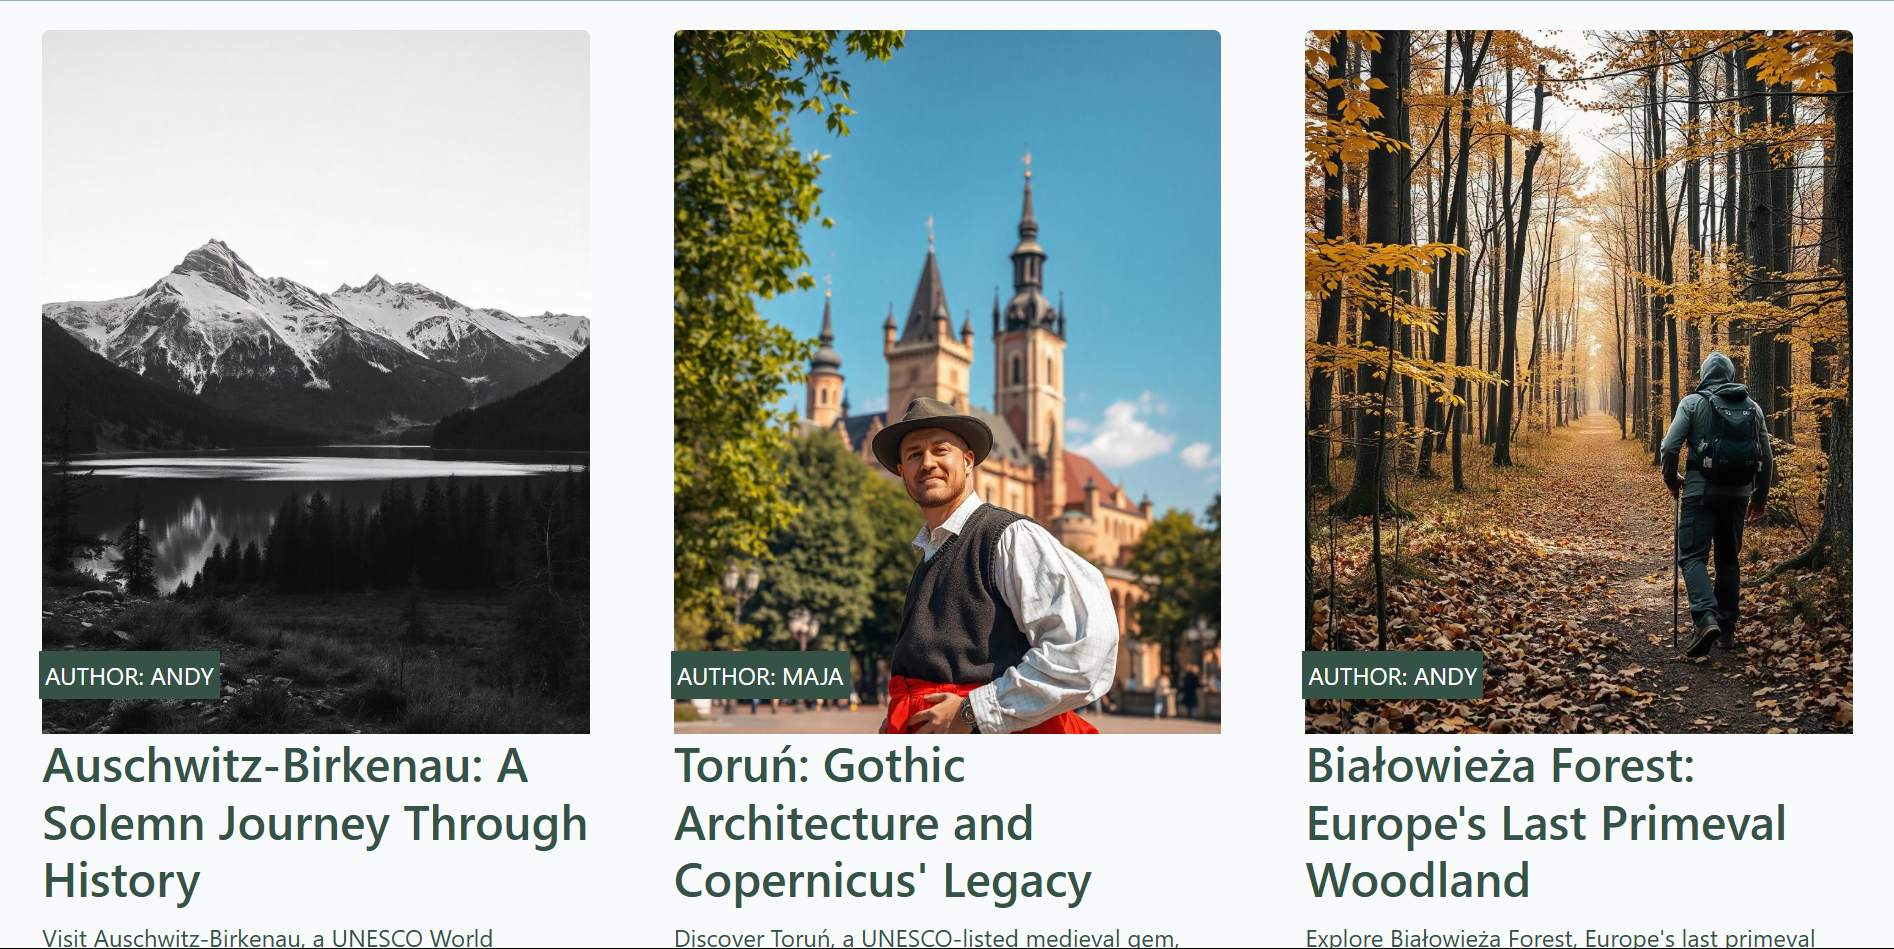 AUTHOR: ANDY
Auschwitz-Birkenau: A
Solemn Journey Through
History
Visit Auschwitz-Birkenau, a UNESCO World
AUTHOR: MAJA
Toruń: Gothic
Architecture and
Copernicus' Legacy
Discover Toruń, a UNESCO-listed medieval gem,
AUTHOR: ANDY
Białowieża Forest:
Europe's Last Primeval
Woodland
Explore Białowieża Forest, Europe's last primeval